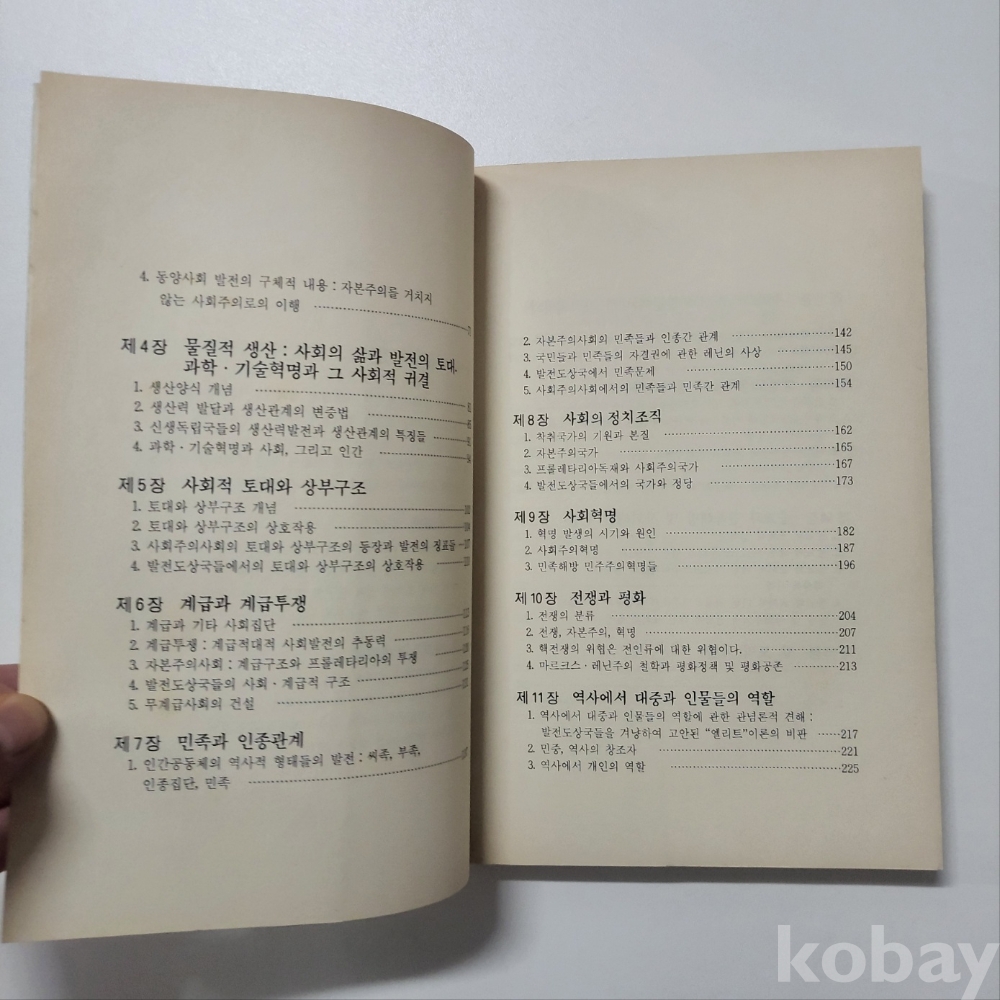 4. 동양사회 발전의 구체적 내용 : 자본주의를 거치지
않는 사회주의로의 이행
제4장 물질적 생산 : 사회의 삶과 발전의 토대.
과학·기술혁명과 그 사회적 귀결
1. 생산양식 개념
2. 생산력 발달과 생산관계의 변증법
3. 신생독립국들의 생산력발전과 생산관계의 특징들
4. 과학·기술혁명과 사회, 그리고 인간
제5장 사회적 토대와 상부구조
1. 토대와 상부구조 개념
2. 토대와 상부구조의 상호작용
3. 사회주의사회의 토대와 상부구조의 등장과 발전의 징표들
4. 발전도상국들에서의 토대와 상부구조의 상호작용
제6장 계급과 계급투쟁
1. 계급과 기타 사회집단
2. 계급투쟁 : 계급적대적 사회발전의 추동력
3. 자본주의사회 : 계급구조와 프롤레타리아의 투쟁
4. 발전도상국들의 사회·계급적 구조
5. 무계급사회의 건설
제7장 민족과 인종관계
1. 인간공동체의 역사적 형태들의 발전 : 씨족, 부족,
인종집단, 민족
2. 자본주의사회의 민족들과 인종간 관계 142
3. 국민들과 민족들의 자결권에 관한 레닌의 사상 145
4. 발전도상국에서 민족문제 150
5. 사회주의사회에서의 민족들과 민족간 관계 154
제8장 사회의 정치조직
1. 착취국가의 기원과 본질 162
2. 자본주의국가 165
3. 프롤레타리아독재와 사회주의국가 167
4. 발전도상국들에서의 국가와 정당 173
제9장 사회혁명
1. 혁명 발생의 시기와 원인 182
2. 사회주의혁명 187
3. 민족해방 민주주의혁명들 196
제10장 전쟁과 평화
1. 전쟁의 분류 204
2. 전쟁, 자본주의, 혁명 207
3. 핵전쟁의 위협은 전인류에 대한 위협이다. 211
4. 마르크스·레닌주의 철학과 평화정책 및 평화공존 213
제11장 역사에서 대중과 인물들의 역할
1. 역사에서 대중과 인물들의 역할에 관한 관념론적 견해 :
발전도상국들을 겨냥하여 고안된 "엘리트"이론의 비판 217
2. 민중, 역사의 창조자 221
3. 역사에서 개인의 역할 225
kobay